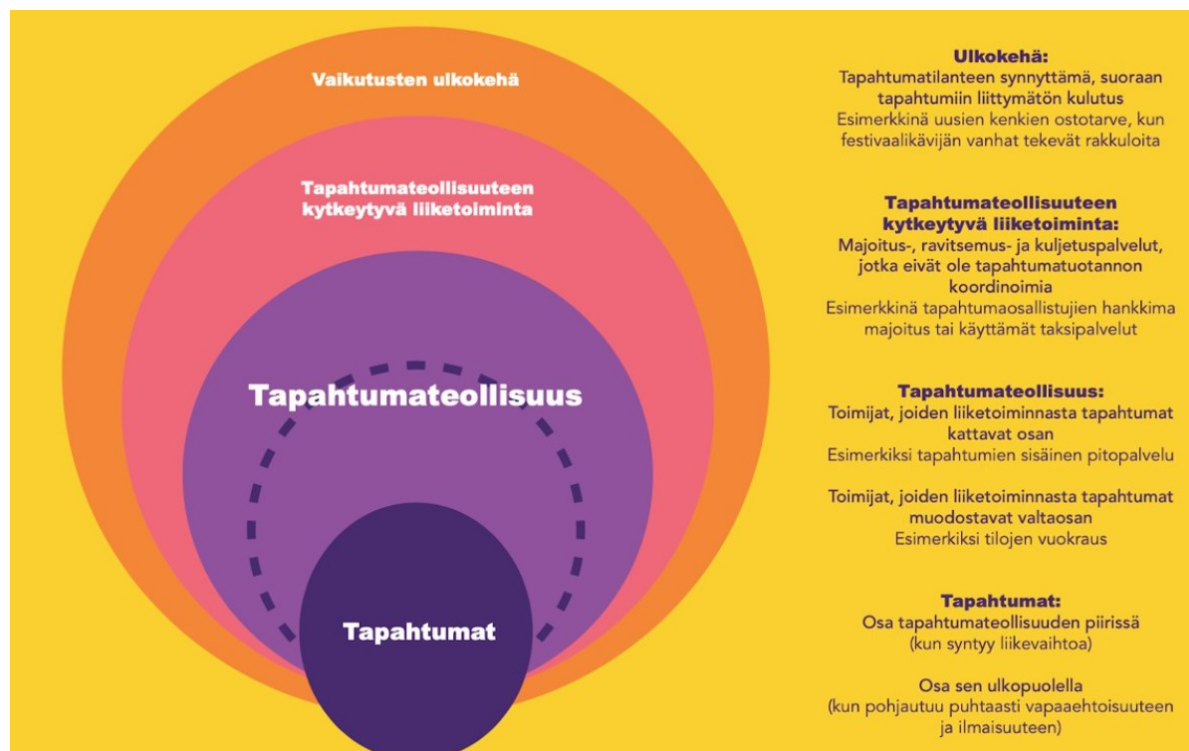 Vaikutusten ulkokehä
Tapahtumateollisuuteen
kytkeytyvä liiketoiminta
Tapahtumateollisuus
Tapahtumat
Ulkokehä:
Tapahtumatilanteen synnyttämä, suoraan
tapahtumiin liittymätön kulutus
Esimerkkinä uusien kenkien ostotarve, kun
festivaalikävijän vanhat tekevät rakkuloita
Tapahtumateollisuuteen
kytkeytyvä liiketoiminta:
Majoitus-, ravitsemus- ja kuljetuspalvelut,
jotka eivät ole tapahtumatuotannon
koordinoimia
Esimerkkinä tapahtumaosallistujien hankkima
majoitus tai käyttämät taksipalvelut
Tapahtumateollisuus:
Toimijat, joiden liiketoiminnasta tapahtumat
kattavat osan
Esimerkiksi tapahtumien sisäinen pitopalvelu
Toimijat, joiden liiketoiminnasta tapahtumat
muodostavat valtaosan
Esimerkiksi tilojen vuokraus
Tapahtumat:
Osa tapahtumateollisuuden piirissä
(kun syntyy liikevaihtoa)
Osa sen ulkopuolella
(kun pohjautuu puhtaasti vapaaehtoisuuteen
ja ilmaisuuteen)